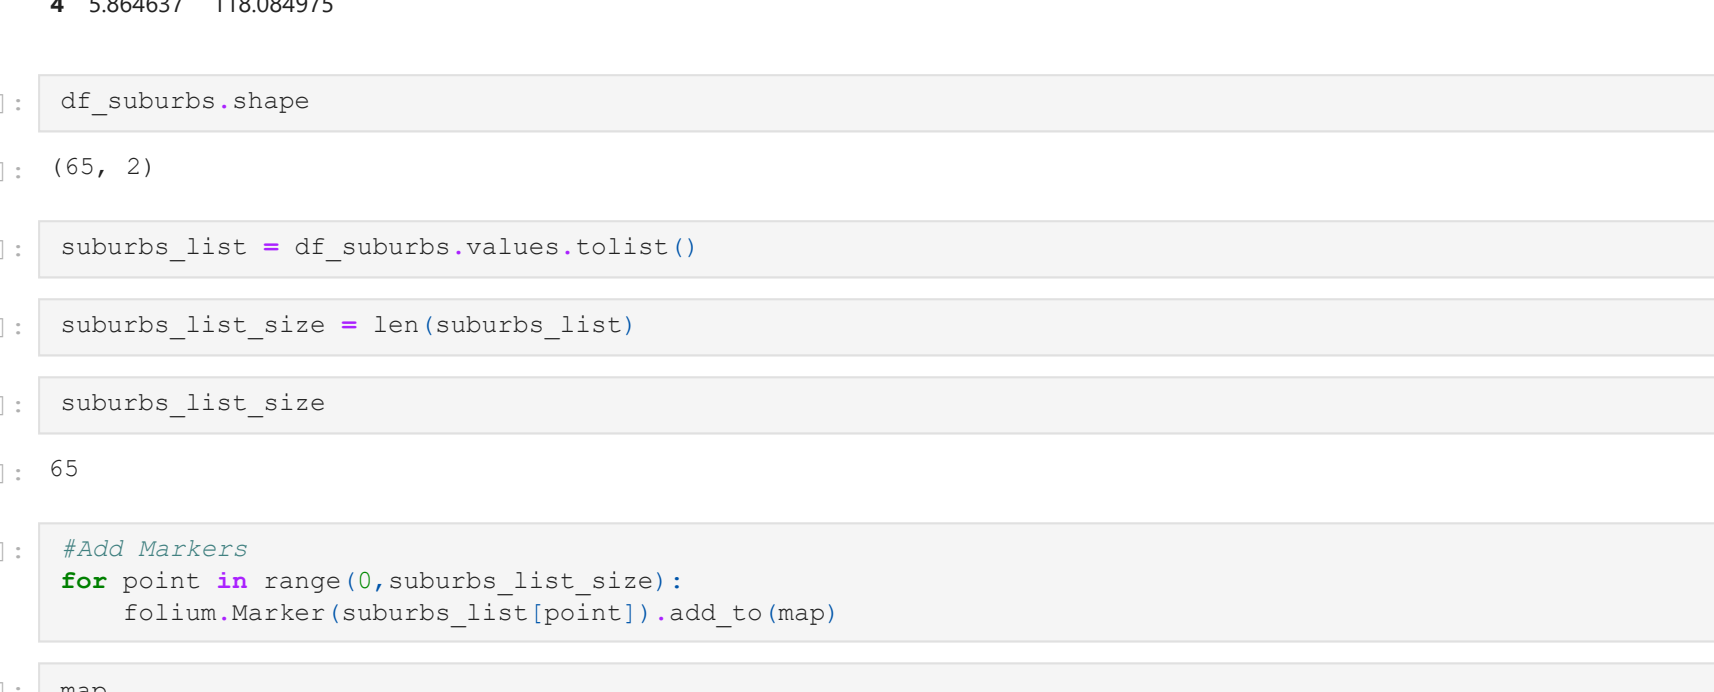 4 5.864637 118.084975
]: df_suburbs.shape
]: (65, 2)
]: suburbs_list = df_suburbs.values.tolist()
]: suburbs_list_size = len(suburbs_list)
]: suburbs_list_size
]: 65
]: #Add Markers
for point in range(0,suburbs_list_size):
folium.Marker(suburbs_list[point]).add_to(map)
]: map